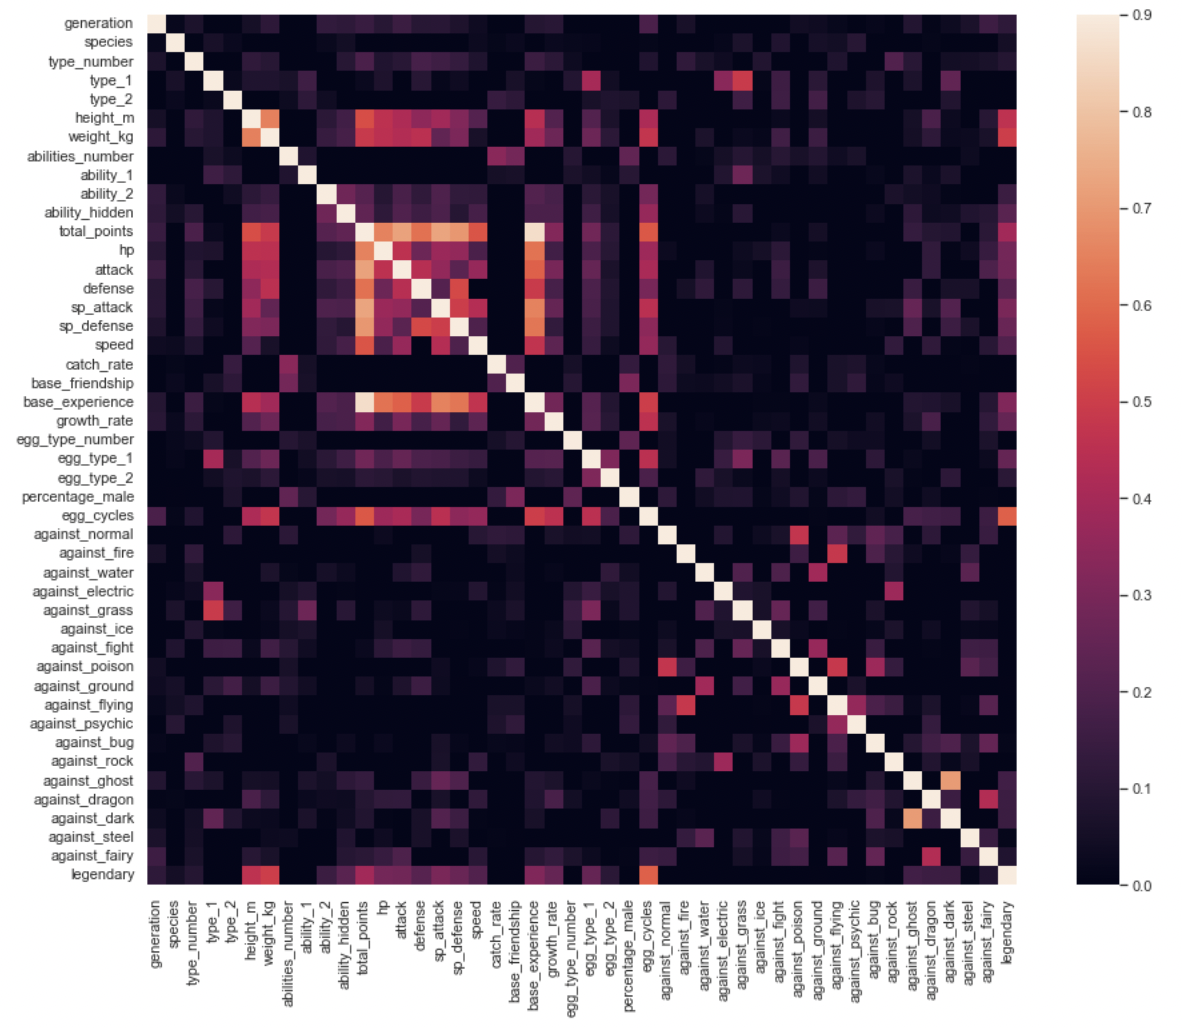 generation
species
type_number
type_1
type_2
height_m
weight_kg
abilities_number
ability_1
ability_2
ability_hidden
total_points
hp
attack
defense
sp_attack
sp_defense
speed
catch_rate
base_friendship
base_experience
growth_rate
egg_type_number
egg_type_1
egg_type_2
percentage_male
egg_cycles
against_normal
against_fire
against_water
against_electric
against_grass
against_ice
against_fight
against_poison
against_ground
against_flying
against_psychic
against_bug
against_rock
against_ghost
against_dragon
against_dark
against_steel
against_fairy
legendary
generation
species
type_number
type_1
type_2
height_m
weight_kg
abilities_number
ability_1
ability_2
ability_hidden
total_points
hp
attack
defense
sp_attack
sp_defense
speed
catch_rate
base_friendship
base_experience
growth_rate
egg_type_number
egg_type_1
egg_type_2
percentage_male
egg_cycles
against_normal
against_fire
against_water
against_electric
against_grass
against_ice
against_fight
against_poison
against_ground
against_flying
against_psychic
against_bug
against_rock
against_ghost
against_dragon
against_dark
against_steel
against_fairy
legendary
0.9
0.8
0.7
0.6
0.5
0.4
0.3
0.2
0.1
0.0